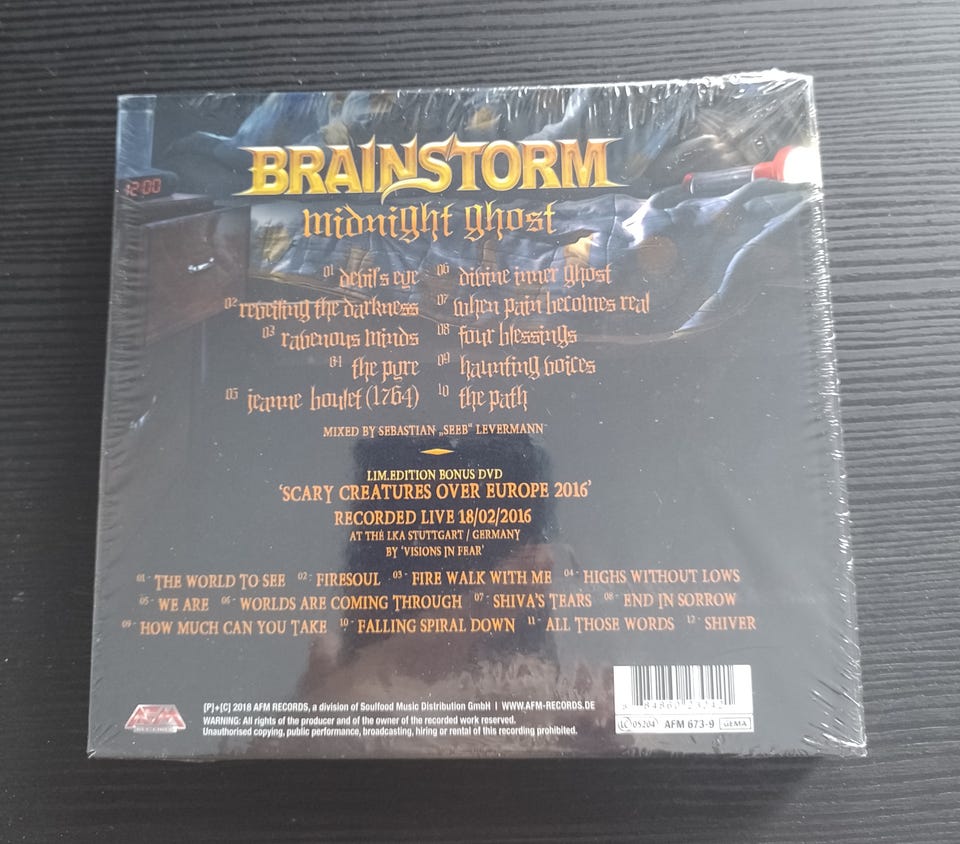 BRAINSTORM
midnight ghost
12:00
01 devil's eye
02 reveiling the darkness
03 ravenous minds
04 the pyre
05 jeanne boulet (1764)
06 divine inner ghost
07 when pain becomes real
08 four blessings
09 haunting voices
10 the path
MIXED BY SEBASTIAN „SEEB“ LEVERMANN
LIM.EDITION BONUS DVD
'SCARY CREATURES OVER EUROPE 2016'
RECORDED LIVE 18/02/2016
AT THE LKA STUTTGART / GERMANY
BY 'VISIONS IN FEAR'
01- THE WORLD TO SEE 02- FIRESOUL 03- FIRE WALK WITH ME 04- HIGHS WITHOUT LOWS
05- WE ARE 06- WORLDS ARE COMING THROUGH 07- SHIVA'S TEARS 08- END IN SORROW
09- HOW MUCH CAN YOU TAKE 10- FALLING SPIRAL DOWN 11- ALL THOSE WORDS 12- SHIVER
AFM
[P]+[C] 2018 AFM RECORDS, a division of Soulfood Music Distribution GmbH | WWW.AFM-RECORDS.DE
WARNING: All rights of the producer and of the owner of the recorded work reserved.
Unauthorised copying, public performance, broadcasting, hiring or rental of this recording prohibited.
LC 05204 AFM 673-9 GEMA